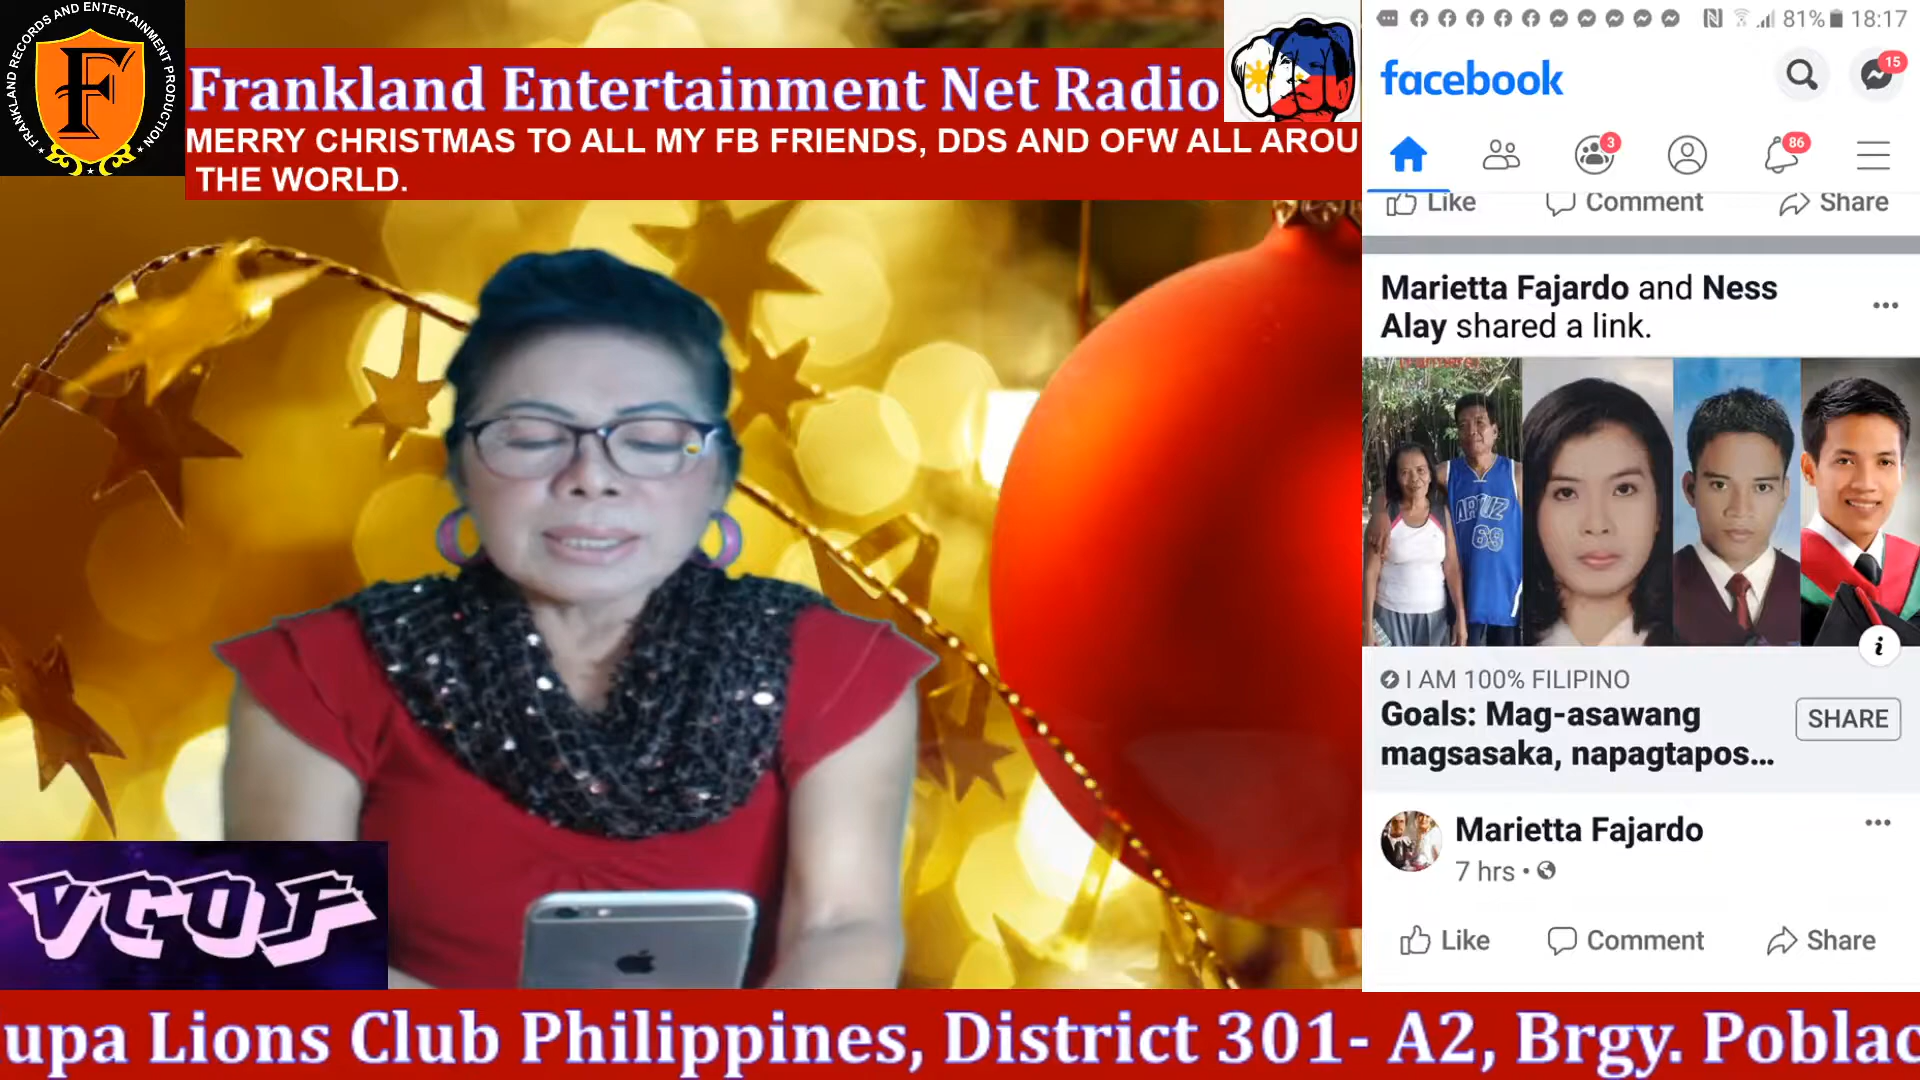 FRANKLAND RECORDS AND ENTERTAINMENT PRODUCTION
F
Frankland Entertainment Net Radio
MERRY CHRISTMAS TO ALL MY FB FRIENDS, DDS AND OFW ALL AROU
THE WORLD.
81% 18:17
facebook
15
3
86
Like Comment Share
Marietta Fajardo and Ness
Alay shared a link.
69
I AM 100% FILIPINO
Goals: Mag-asawang
magsasaka, napagtapos...
SHARE
Marietta Fajardo
7 hrs
Like Comment Share
VCOF
upa Lions Club Philippines, District 301- A2, Brgy. Poblac